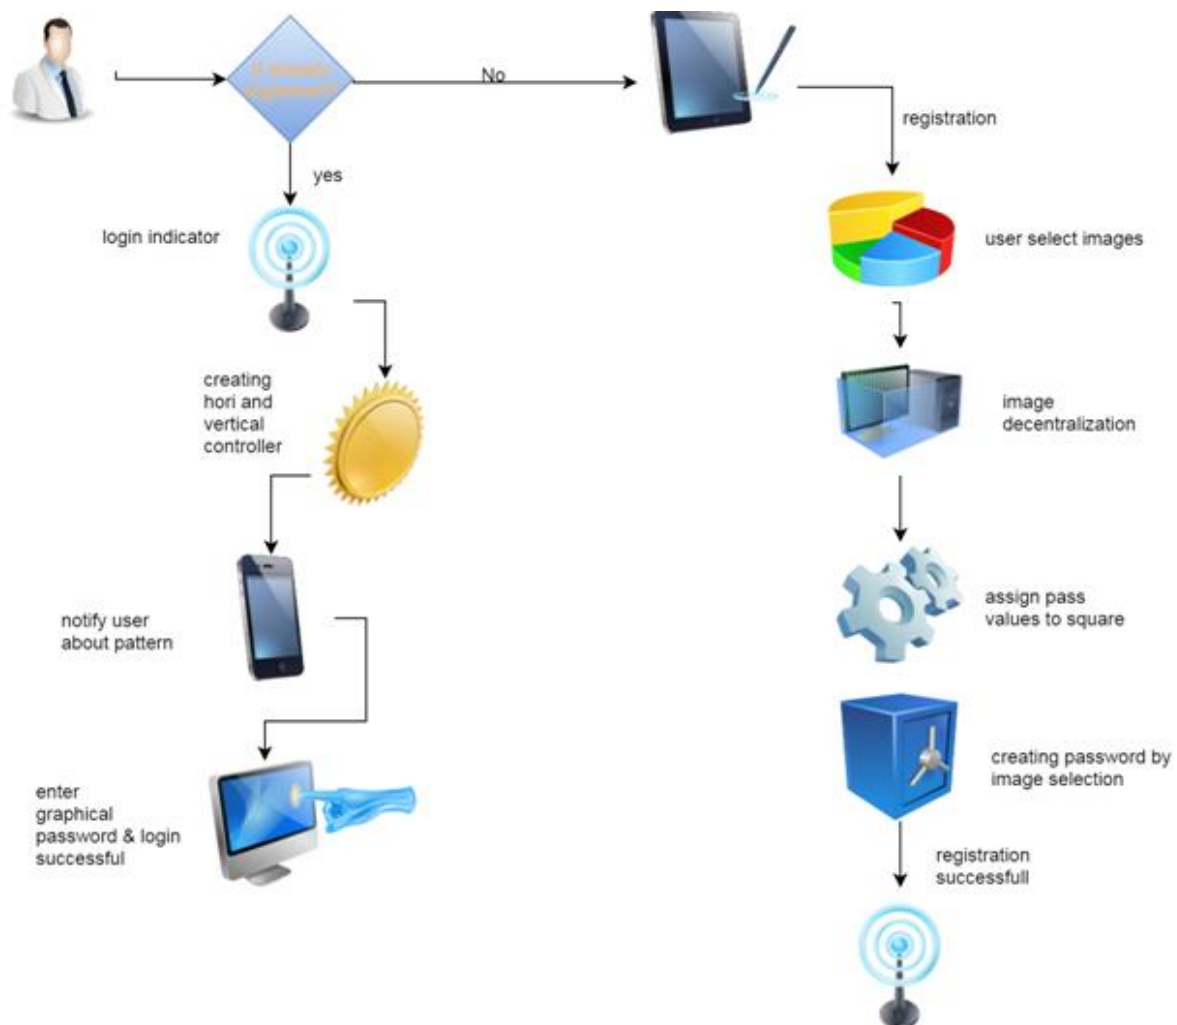 No
registration
yes
login indicator
user select images
creating
hori and
vertical
controller
image
decentralization
notify user
about pattern
assign pass
values to square
creating password by
image selection
enter
graphical
password & login
successful
registration
successfull